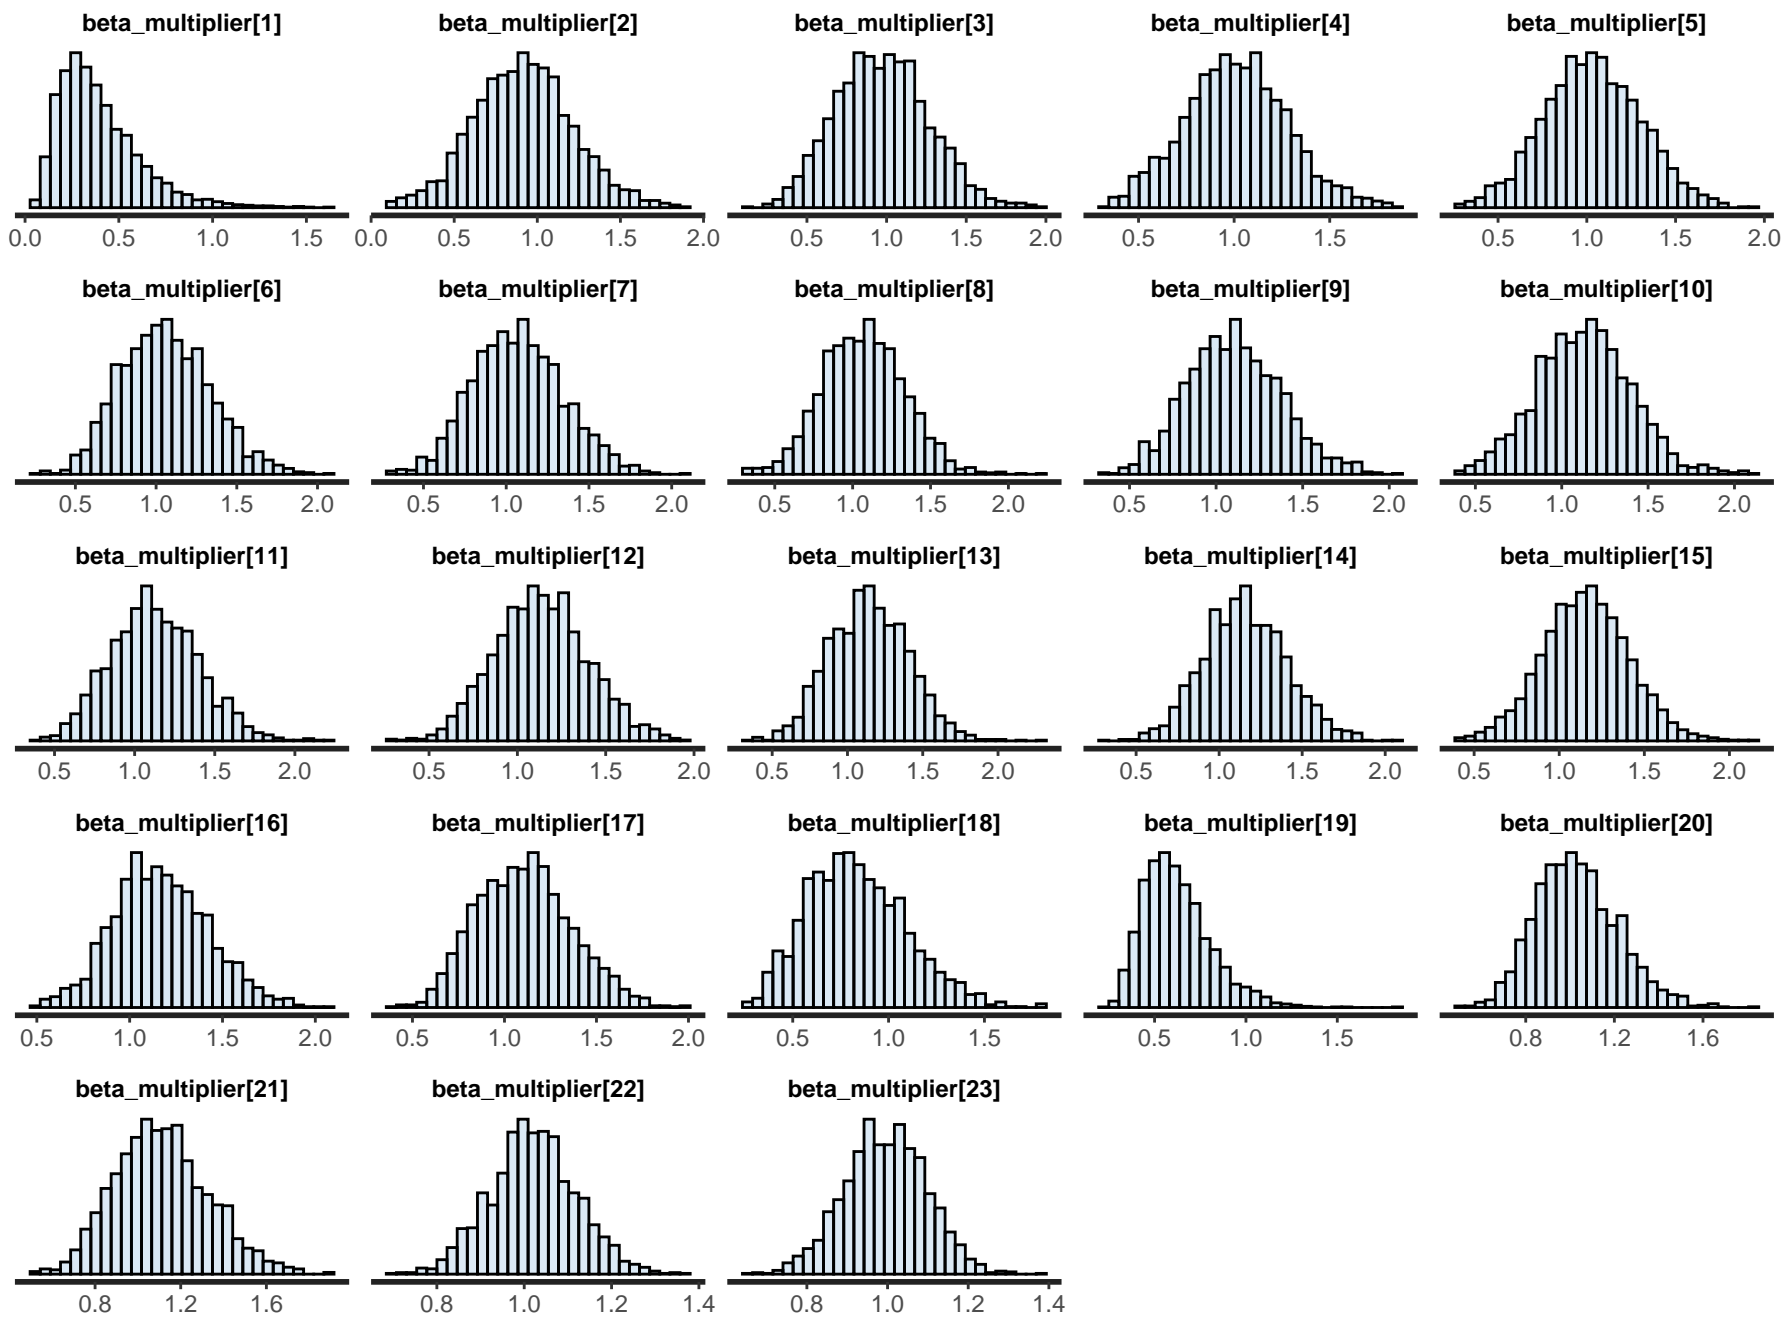 beta_multiplier[1] beta_multiplier[2] beta_multiplier[3] beta_multiplier[4] beta_multiplier[5]
0.0 0.5 1.0 1.5 0.0 0.5 1.0 1.5 2.0 0.5 1.0 1.5 2.0 0.5 1.0 1.5 0.5 1.0 1.5 2.0
beta_multiplier[6] beta_multiplier[7] beta_multiplier[8] beta_multiplier[9] beta_multiplier[10]
0.5 1.0 1.5 2.0 0.5 1.0 1.5 2.0 0.5 1.0 1.5 2.0 0.5 1.0 1.5 2.0 0.5 1.0 1.5 2.0
beta_multiplier[11] beta_multiplier[12] beta_multiplier[13] beta_multiplier[14] beta_multiplier[15]
0.5 1.0 1.5 2.0 0.5 1.0 1.5 2.0 0.5 1.0 1.5 2.0 0.5 1.0 1.5 2.0 0.5 1.0 1.5 2.0
beta_multiplier[16] beta_multiplier[17] beta_multiplier[18] beta_multiplier[19] beta_multiplier[20]
0.5 1.0 1.5 2.0 0.5 1.0 1.5 2.0 0.5 1.0 1.5 0.5 1.0 1.5 0.8 1.2 1.6
beta_multiplier[21] beta_multiplier[22] beta_multiplier[23]
0.8 1.2 1.6 0.8 1.0 1.2 1.4 0.8 1.0 1.2 1.4